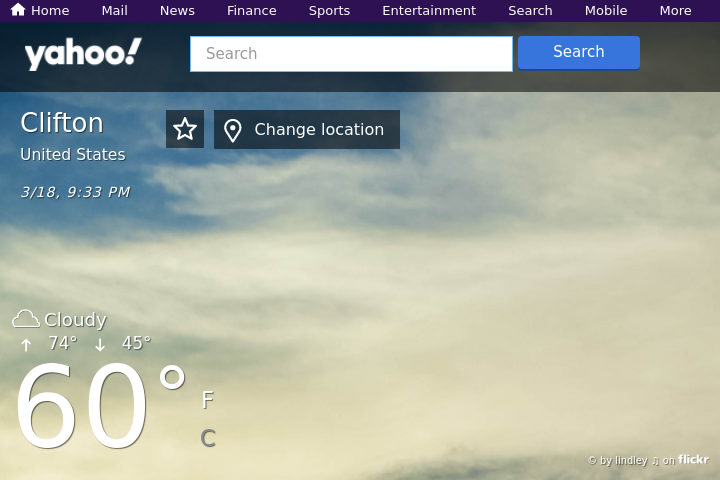 Home Mail News Finance Sports Entertainment Search Mobile More
yahoo! Search Search
Clifton Change location
United States
3/18, 9:33 PM
Cloudy
↑ 74° ↓ 45°
60° F
C
© by lindley ♫ on flickr